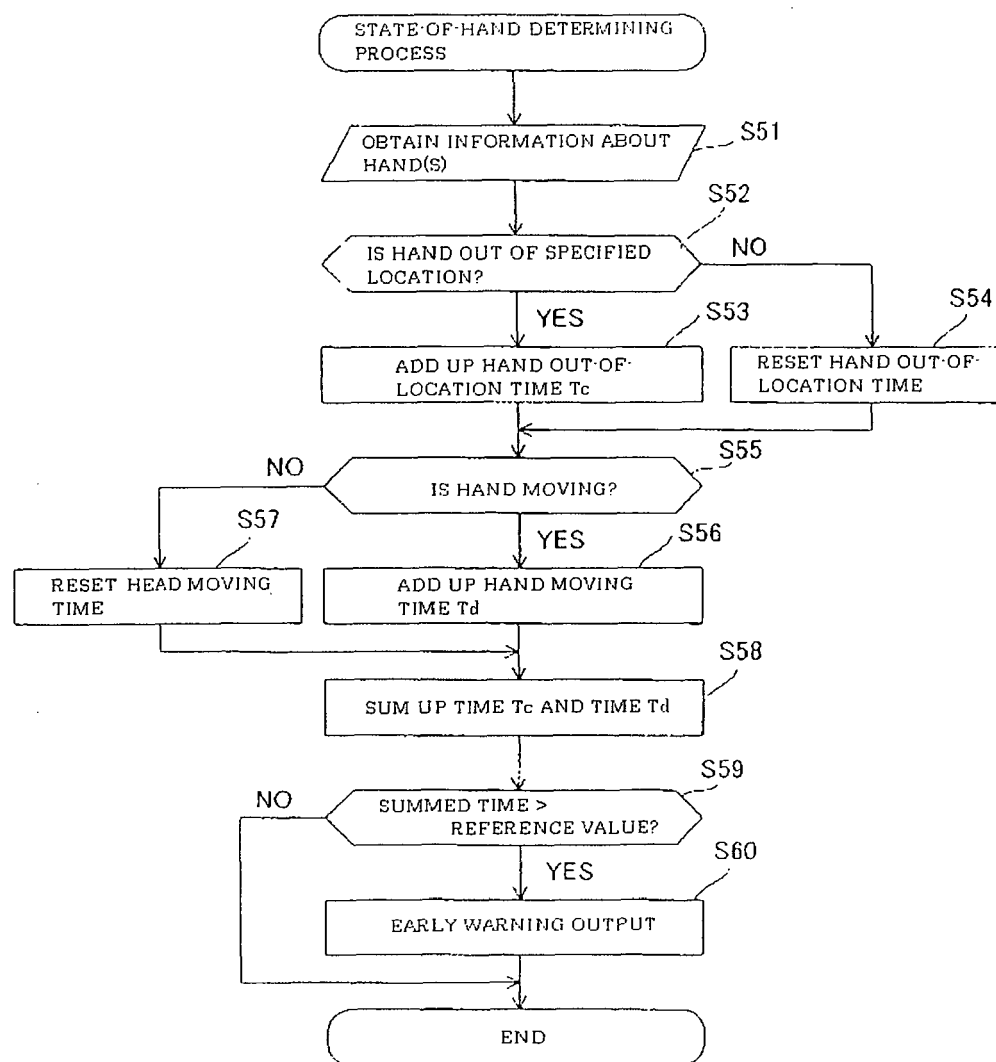 STATE-OF-HAND DETERMINING
PROCESS
OBTAIN INFORMATION ABOUT
HAND(S)
S51
S52
IS HAND OUT OF SPECIFIED
LOCATION?
NO
YES
S53
S54
ADD UP HAND OUT-OF-
LOCATION TIME Tc
RESET HAND OUT-OF-
LOCATION TIME
S55
NO
IS HAND MOVING?
YES
S57
S56
RESET HEAD MOVING
TIME
ADD UP HAND MOVING
TIME Td
S58
SUM UP TIME Tc AND TIME Td
S59
NO
SUMMED TIME >
REFERENCE VALUE?
YES
S60
EARLY WARNING OUTPUT
END